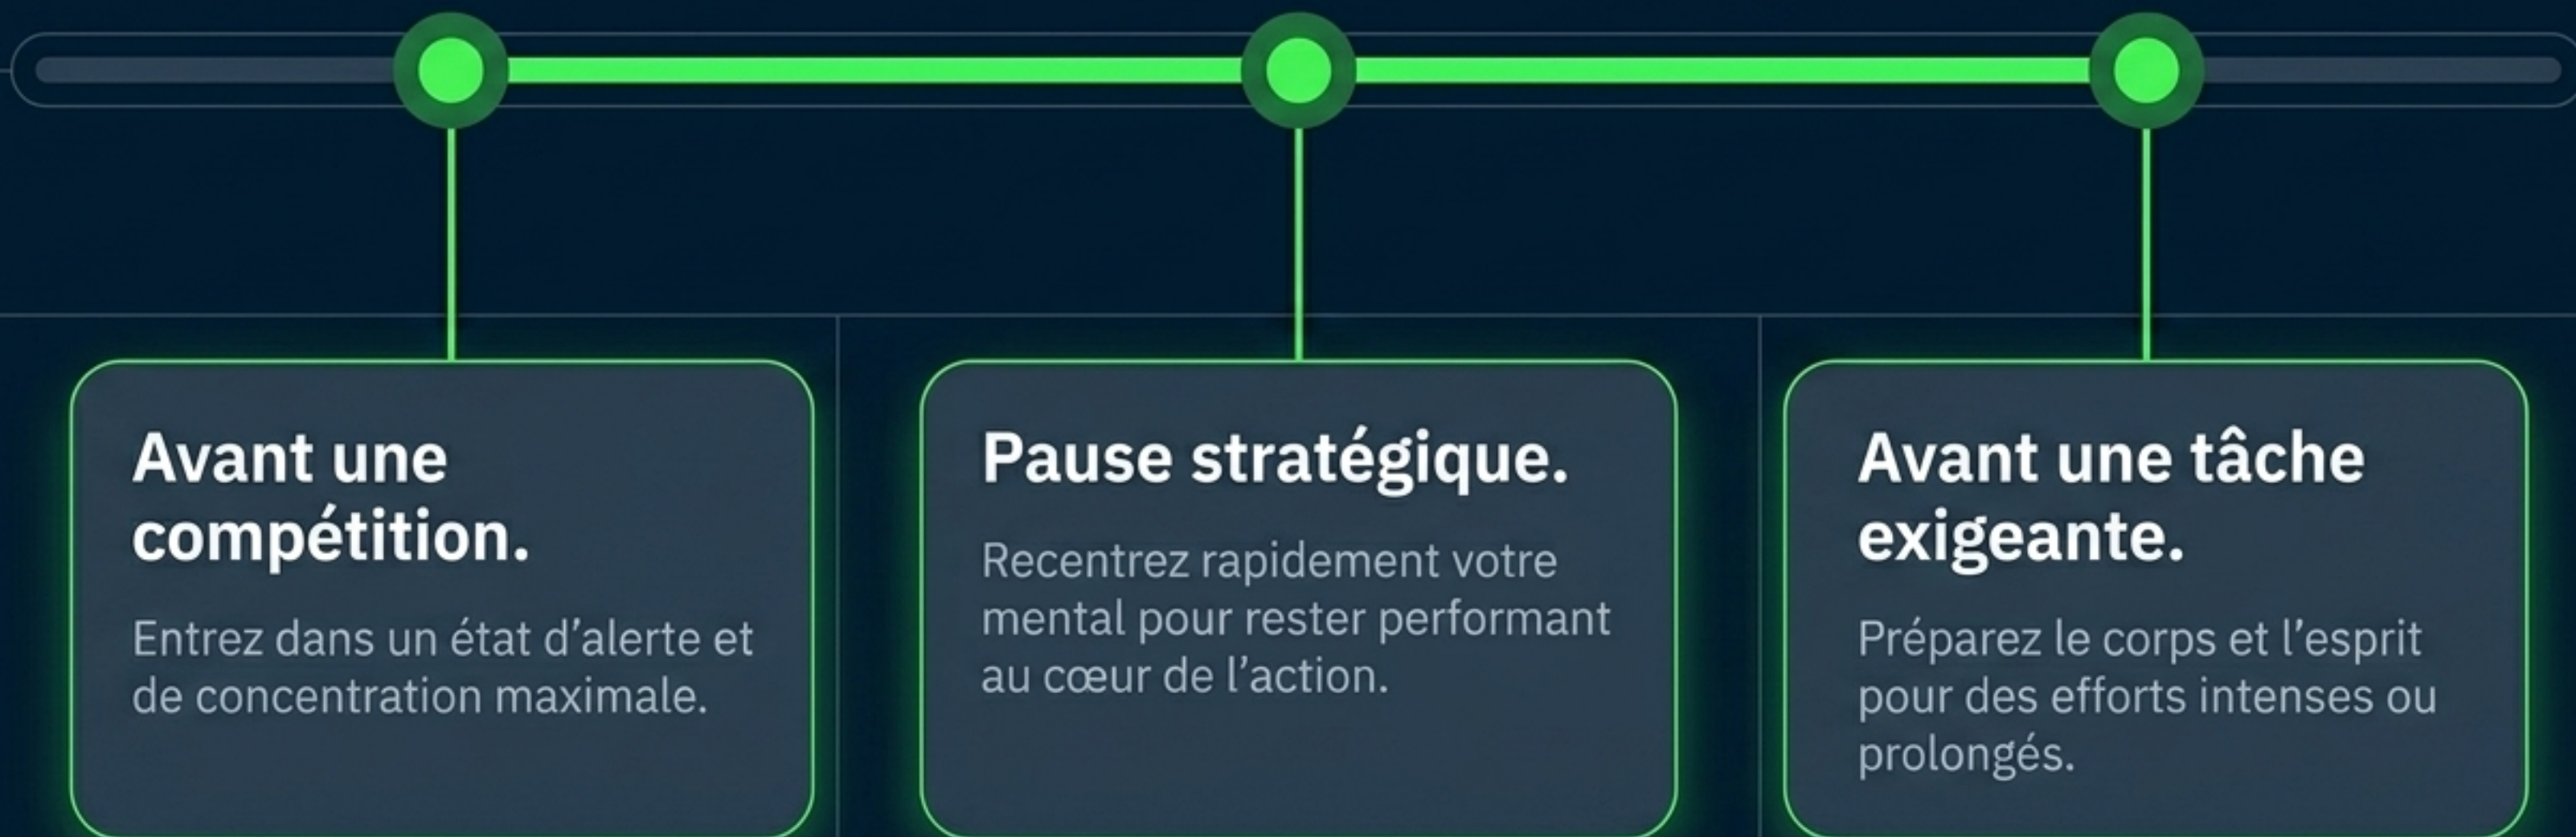 Avant une
compétition.
Entrez dans un état d’alerte et
de concentration maximale.
Pause stratégique.
Recentrez rapidement votre
mental pour rester performant
au cœur de l’action.
Avant une tâche
exigeante.
Préparez le corps et l’esprit
pour des efforts intenses ou
prolongés.